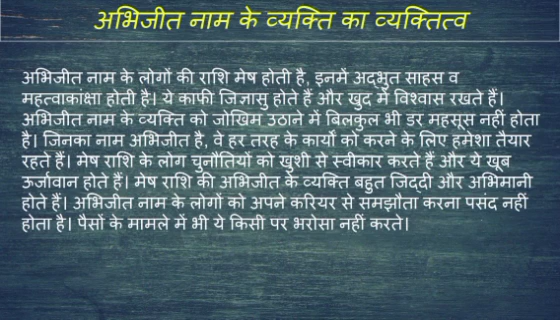 अभिजीत नाम के व्यक्ति का व्यक्तित्व
अभिजीत नाम के लोगों की राशि मेष होती है, इनमें अद्भुत साहस व
महत्वाकांक्षा होती है। ये काफी जिज्ञासु होते हैं और खुद में विश्वास रखते हैं।
अभिजीत नाम के व्यक्ति को जोखिम उठाने में बिलकुल भी डर महसूस नहीं होता
है। जिनका नाम अभिजीत है, वे हर तरह के कार्यों को करने के लिए हमेशा तैयार
रहते हैं। मेष राशि के लोग चुनौतियों को खुशी से स्वीकार करते हैं और ये खूब
ऊर्जावान होते हैं। मेष राशि की अभिजीत के व्यक्ति बहुत जिद्दी और अभिमानी
होते हैं। अभिजीत नाम के लोगों को अपने करियर से समझौता करना पसंद नहीं
होता है। पैसों के मामले में भी ये किसी पर भरोसा नहीं करते।